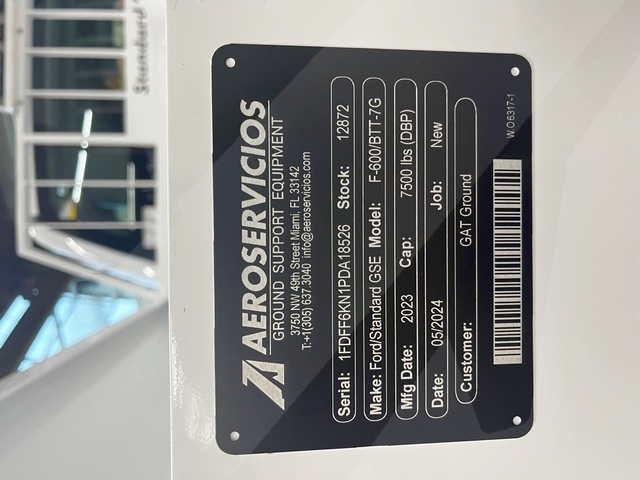 AEROSERVICIOS
GROUND SUPPORT EQUIPMENT
3750 NW 49th Street Miami, FL 33142
T:+1(305) 637.3040 info@aeroservicios.com
Serial: 1FDFF6KN1PDA18526 Stock: 12872
Make: Ford/Standard GSE Model: F-600/BTT-7G
Mfg Date: 2023 Cap: 7500 lbs (DBP)
Date: 05/2024 Job: New
Customer: GAT Ground
W.O6317-1
Standard